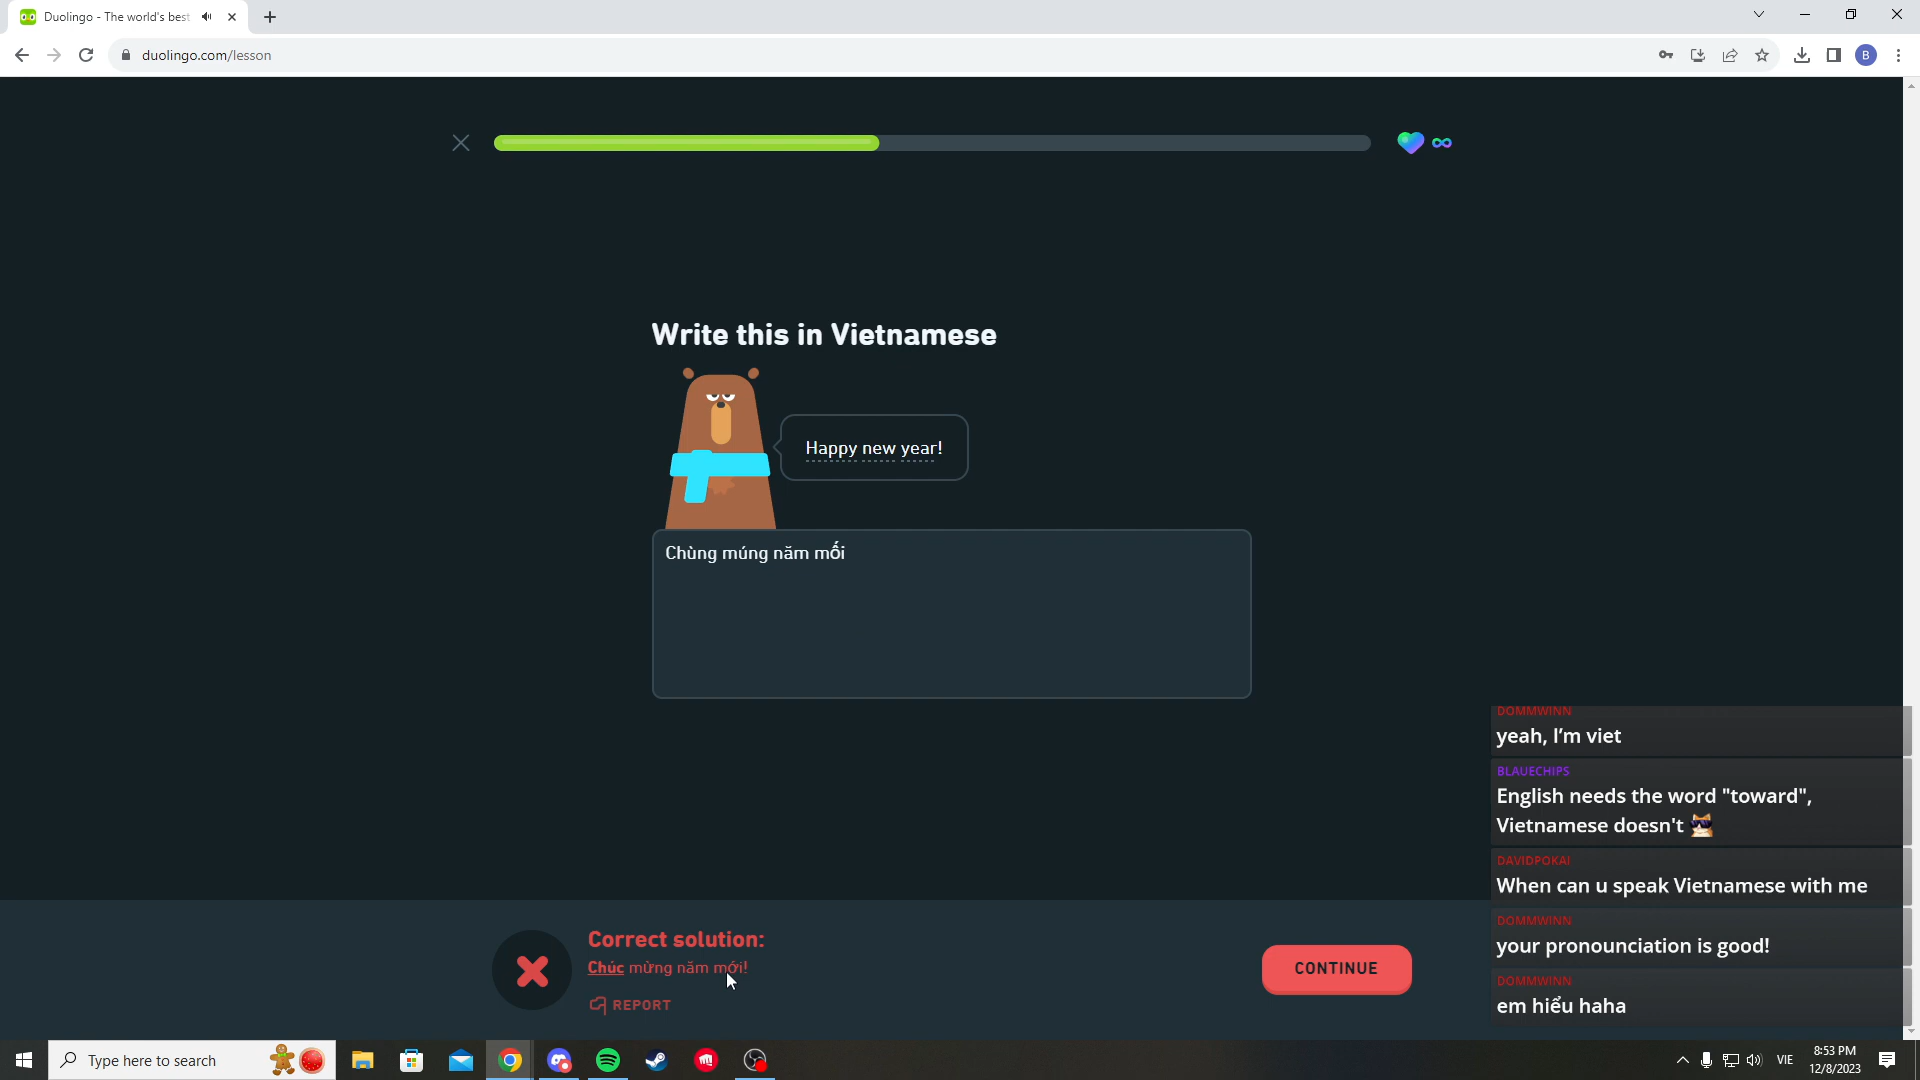 Duolingo - The world's best
duolingo.com/lesson
B
Write this in Vietnamese
Happy new year!
Chùng múng năm mối
DOMMWINN
yeah, I'm viet
BLAUECHIPS
English needs the word "toward",
Vietnamese doesn't
DAVIDPOKAI
When can u speak Vietnamese with me
DOMMWINN
your pronounciation is good!
DOMMWINN
em hiểu haha
Correct solution:
Chúc mừng năm mới!
REPORT
CONTINUE
Type here to search
VIE
8:53 PM
12/8/2023